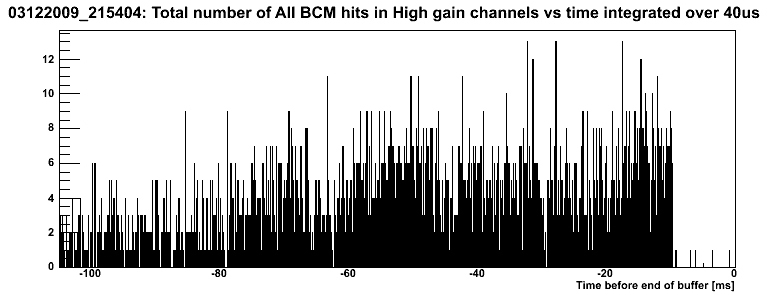 03122009_215404: Total number of All BCM hits in High gain channels vs time integrated over 40us
12
10
8
6
4
2
0
-100 -80 -60 -40 -20 0
Time before end of buffer [ms]